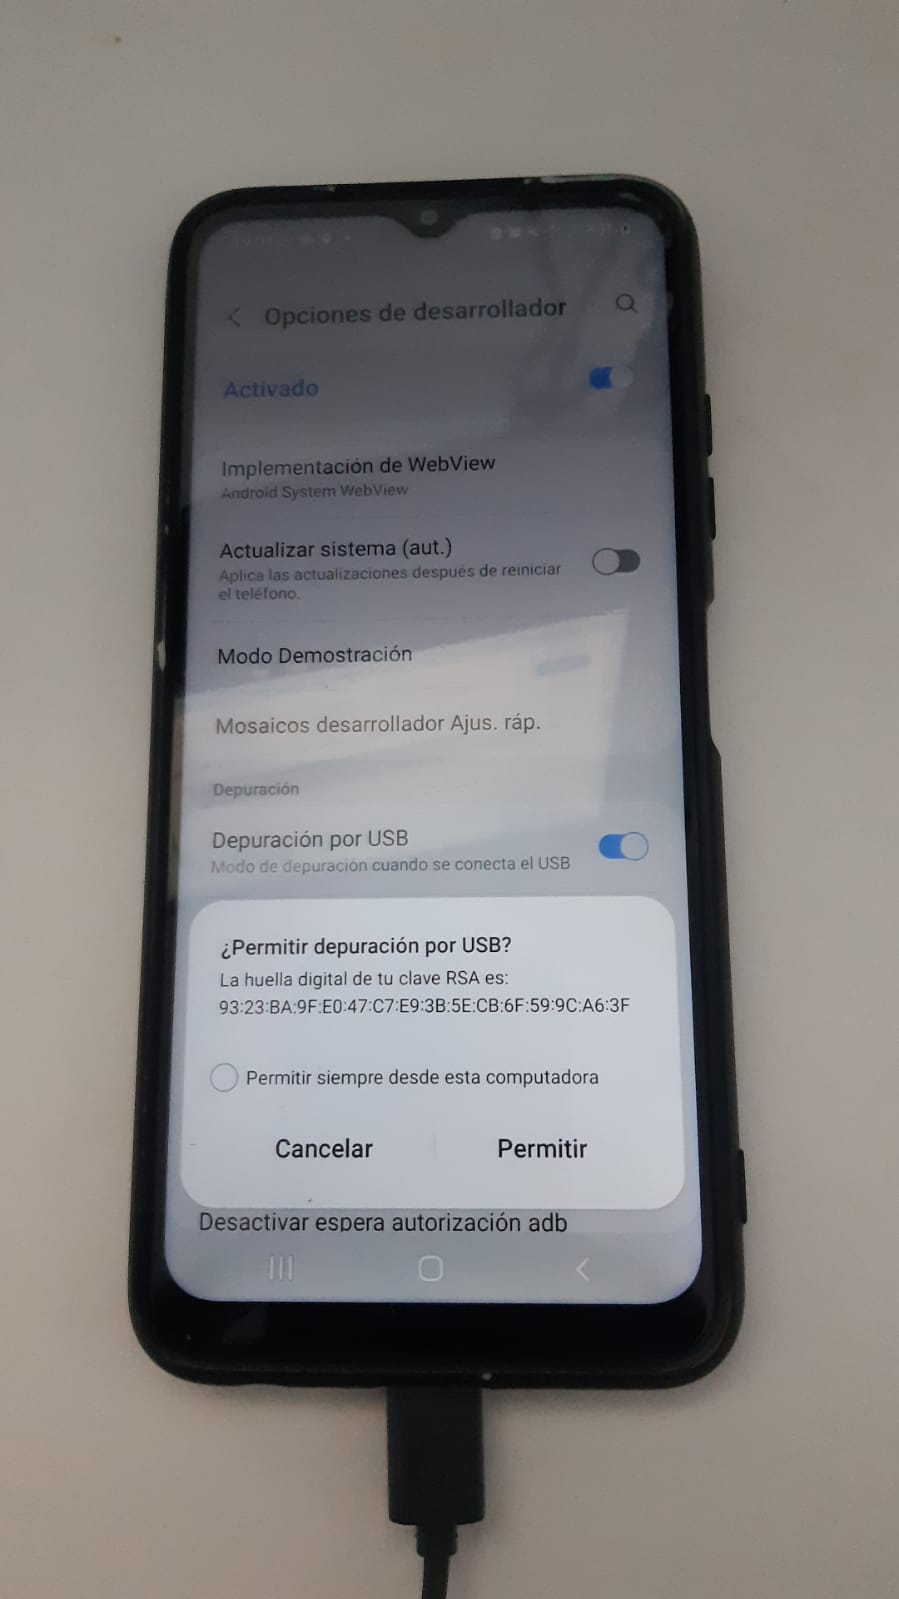 Opciones de desarrollador
Activado
Implementación de WebView
Android System WebView
Actualizar sistema (aut.)
Aplica las actualizaciones después de reiniciar
el teléfono.
Modo Demostración
Mosaicos desarrollador Ajus. ráp.
Depuración
Depuración por USB
Modo de depuración cuando se conecta el USB
¿Permitir depuración por USB?
La huella digital de tu clave RSA es:
93:23:BA:9F:E0:47:C7:E9:3B:5E:CB:6F:59:9C:A6:3F
Permitir siempre desde esta computadora
Cancelar Permitir
Desactivar espera autorización adb